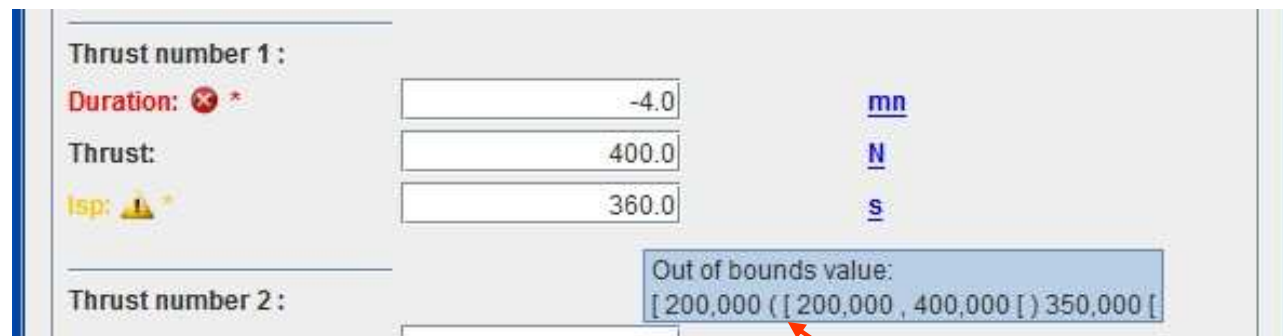 Thrust number 1 :
Duration: * -4.0 mn
Thrust: 400.0 N
Isp: * 360.0 s
Out of bounds value:
[ 200,000 ( [ 200,000 , 400,000 [ ) 350,000 [
Thrust number 2 :